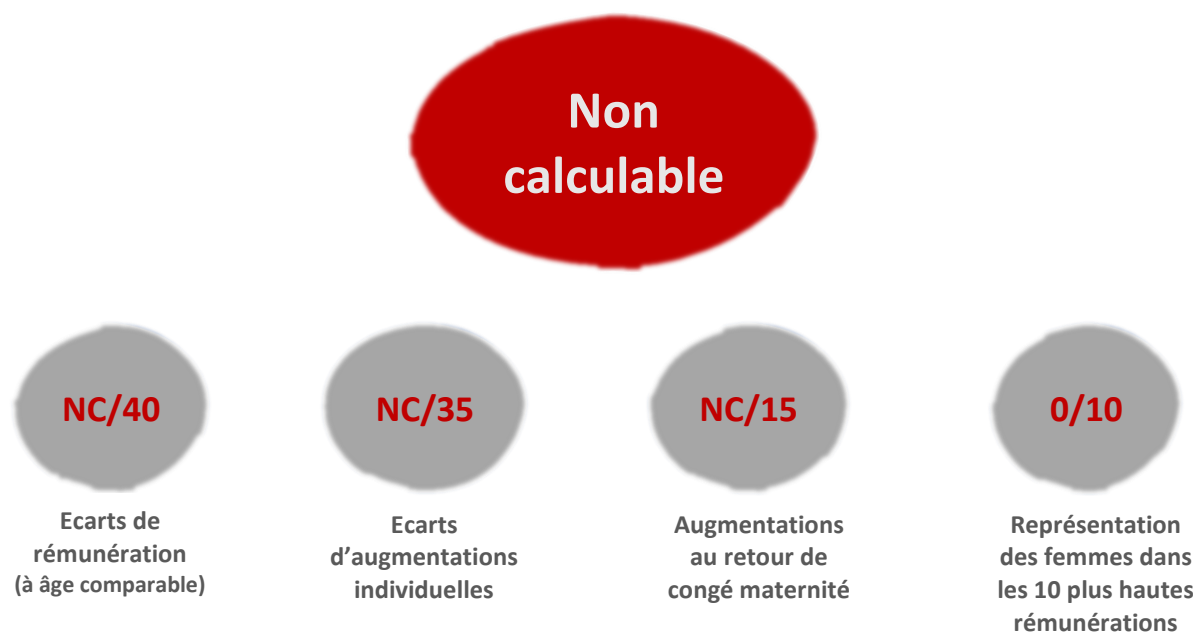 Non
calculable
NC/40
NC/35
NC/15
0/10
Ecarts de
rémunération
(à âge comparable)
Ecarts
d’augmentations
individuelles
Augmentations
au retour de
congé maternité
Représentation
des femmes dans
les 10 plus hautes
rémunérations